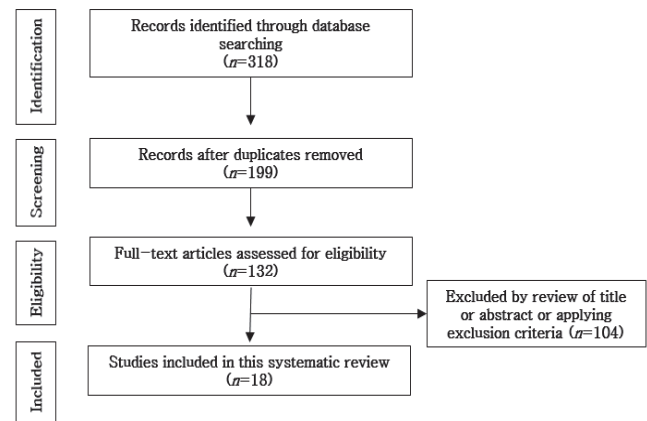 Identification
Records identified through database
searching
(n=318)
Screening
Records after duplicates removed
(n=199)
Eligibility
Full-text articles assessed for eligibility
(n=132)
Excluded by review of title
or abstract or applying
exclusion criteria (n=104)
Included
Studies included in this systematic review
(n=18)